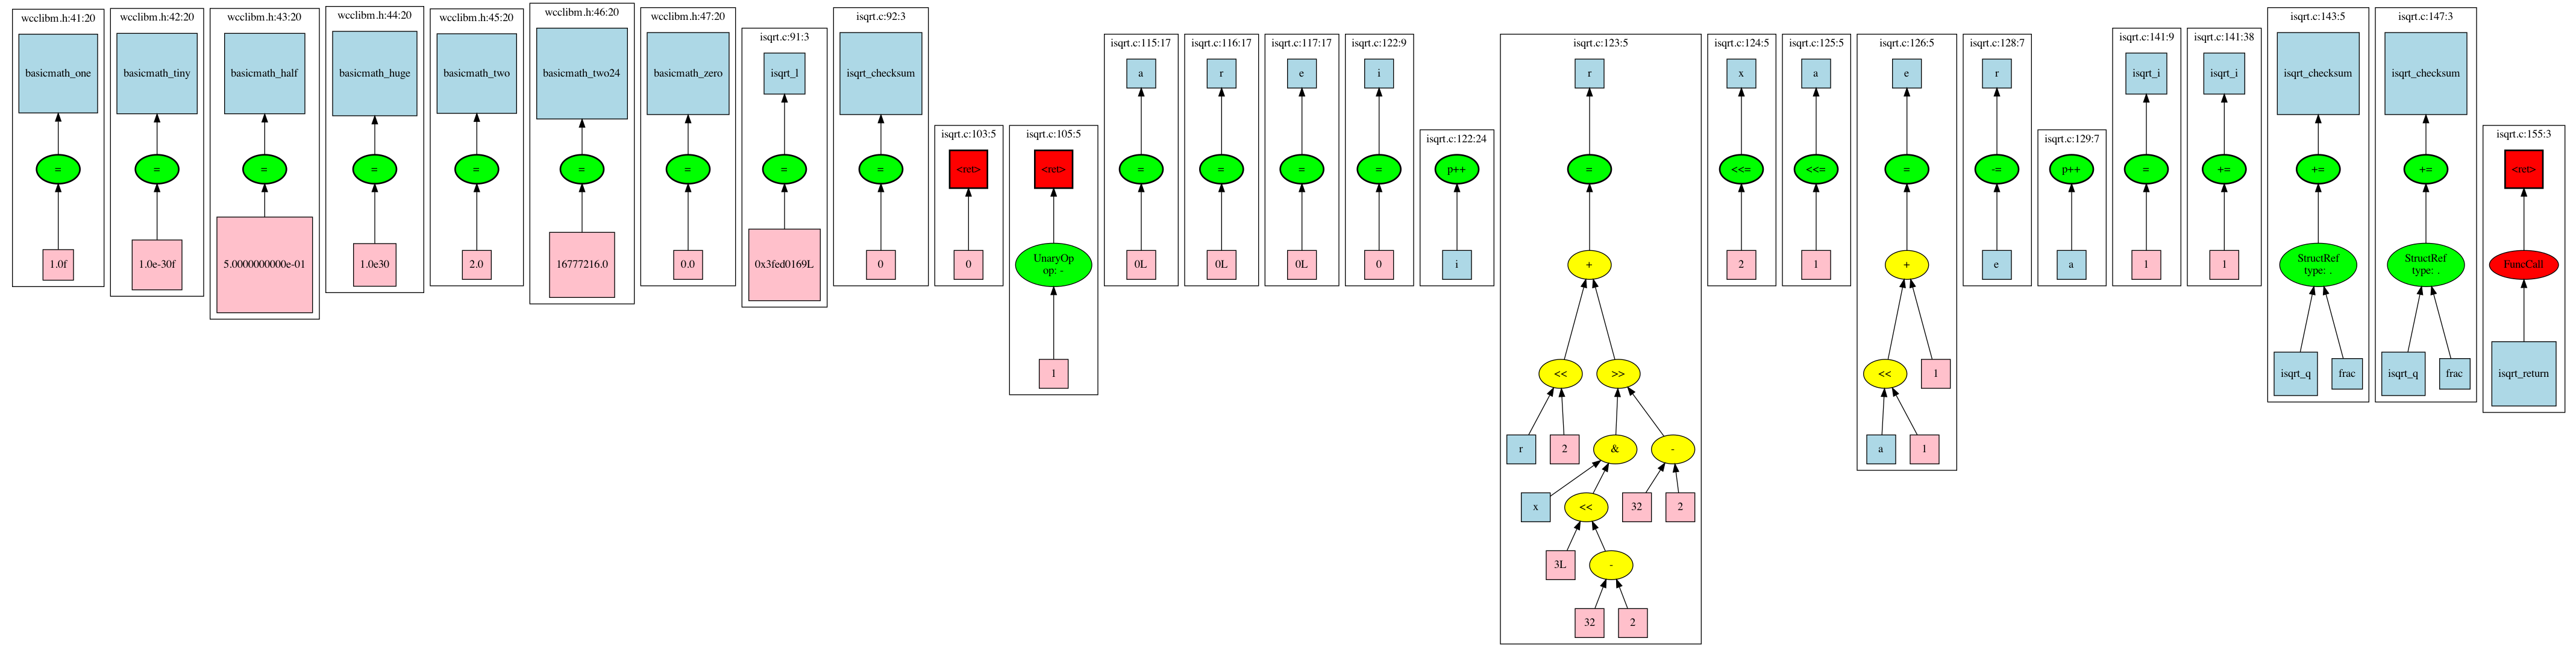 wcclibm.h:41:20
basicmath_one
=
1.0f
wcclibm.h:42:20
basicmath_tiny
=
1.0e-30f
wcclibm.h:43:20
basicmath_half
=
5.0000000000e-01
wcclibm.h:44:20
basicmath_huge
=
1.0e30
wcclibm.h:45:20
basicmath_two
=
2.0
wcclibm.h:46:20
basicmath_two24
=
16777216.0
wcclibm.h:47:20
basicmath_zero
=
0.0
isqrt.c:91:3
isqrt_l
=
0x3fed0169L
isqrt.c:92:3
isqrt_checksum
=
0
isqrt.c:103:5
<ret>
0
isqrt.c:105:5
<ret>
UnaryOp
op: -
1
isqrt.c:115:17
a
=
0L
isqrt.c:116:17
r
=
0L
isqrt.c:117:17
e
=
0L
isqrt.c:122:9
i
=
0
isqrt.c:122:24
p++
i
isqrt.c:123:5
r
=
+
<< >>
r 2 & -
x << 32 2
3L -
32 2
isqrt.c:124:5
x
<<=
2
isqrt.c:125:5
a
<<=
1
isqrt.c:126:5
e
=
+
<< 1
a 1
isqrt.c:128:7
r
-=
e
isqrt.c:129:7
p++
a
isqrt.c:141:9
isqrt_i
=
1
isqrt.c:141:38
isqrt_i
+=
1
isqrt.c:143:5
isqrt_checksum
+=
StructRef
type: .
isqrt_q frac
isqrt.c:147:3
isqrt_checksum
+=
StructRef
type: .
isqrt_q frac
isqrt.c:155:3
<ret>
FuncCall
isqrt_return